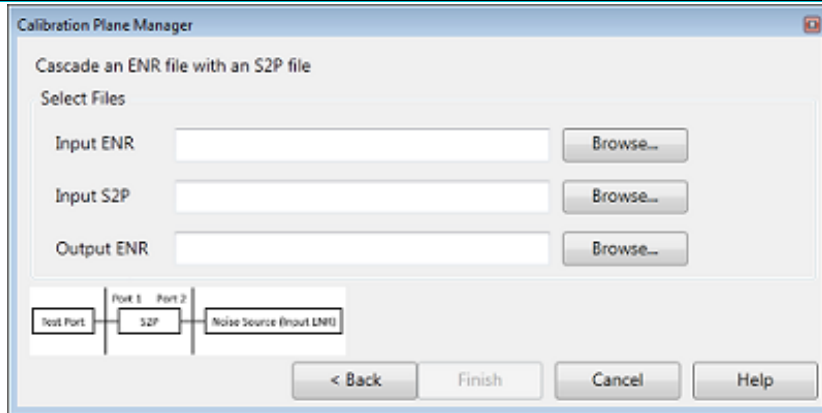 Calibration Plane Manager
Cascade an ENR file with an S2P file
Select Files
Input ENR
Browse...
Input S2P
Browse...
Output ENR
Browse...
Port 1 Port 2
Test Port
S2P
Noise Source (Input ENR)
< Back
Finish
Cancel
Help